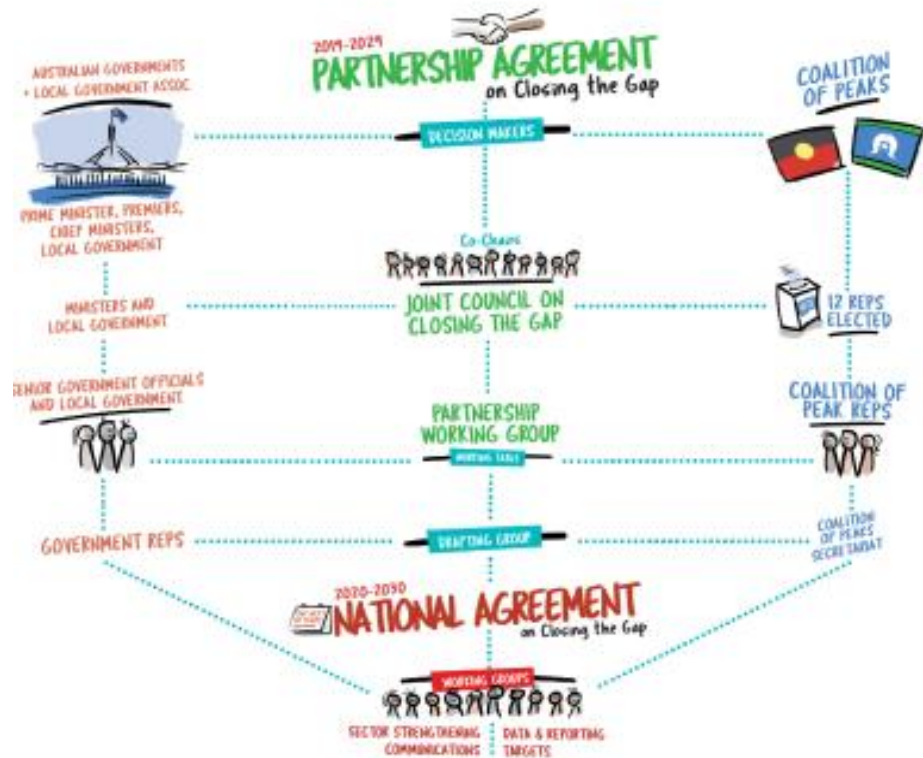 2019-2029
PARTNERSHIP AGREEMENT
on Closing the Gap
AUSTRALIAN GOVERNMENTS
+ LOCAL GOVERNMENT ASSOC.
COALITION
OF PEAKS
DECISION MAKERS
PRIME MINISTER, PREMIERS,
CHIEF MINISTERS,
LOCAL GOVERNMENT
Co-Chairs
MINISTERS AND
LOCAL GOVERNMENT
JOINT COUNCIL ON
CLOSING THE GAP
12 REPS
ELECTED
SENIOR GOVERNMENT OFFICIALS
AND LOCAL GOVERNMENT
PARTNERSHIP
WORKING GROUP
COALITION OF
PEAK REPS
GOVERNMENT REPS
DRAFTING GROUP
COALITION
OF PEAKS
SECRETARIAT
2020-2030
NATIONAL AGREEMENT
on Closing the Gap
WORKING GROUPS
SECTOR STRENGTHENING
COMMUNICATIONS
DATA & REPORTING
TARGETS